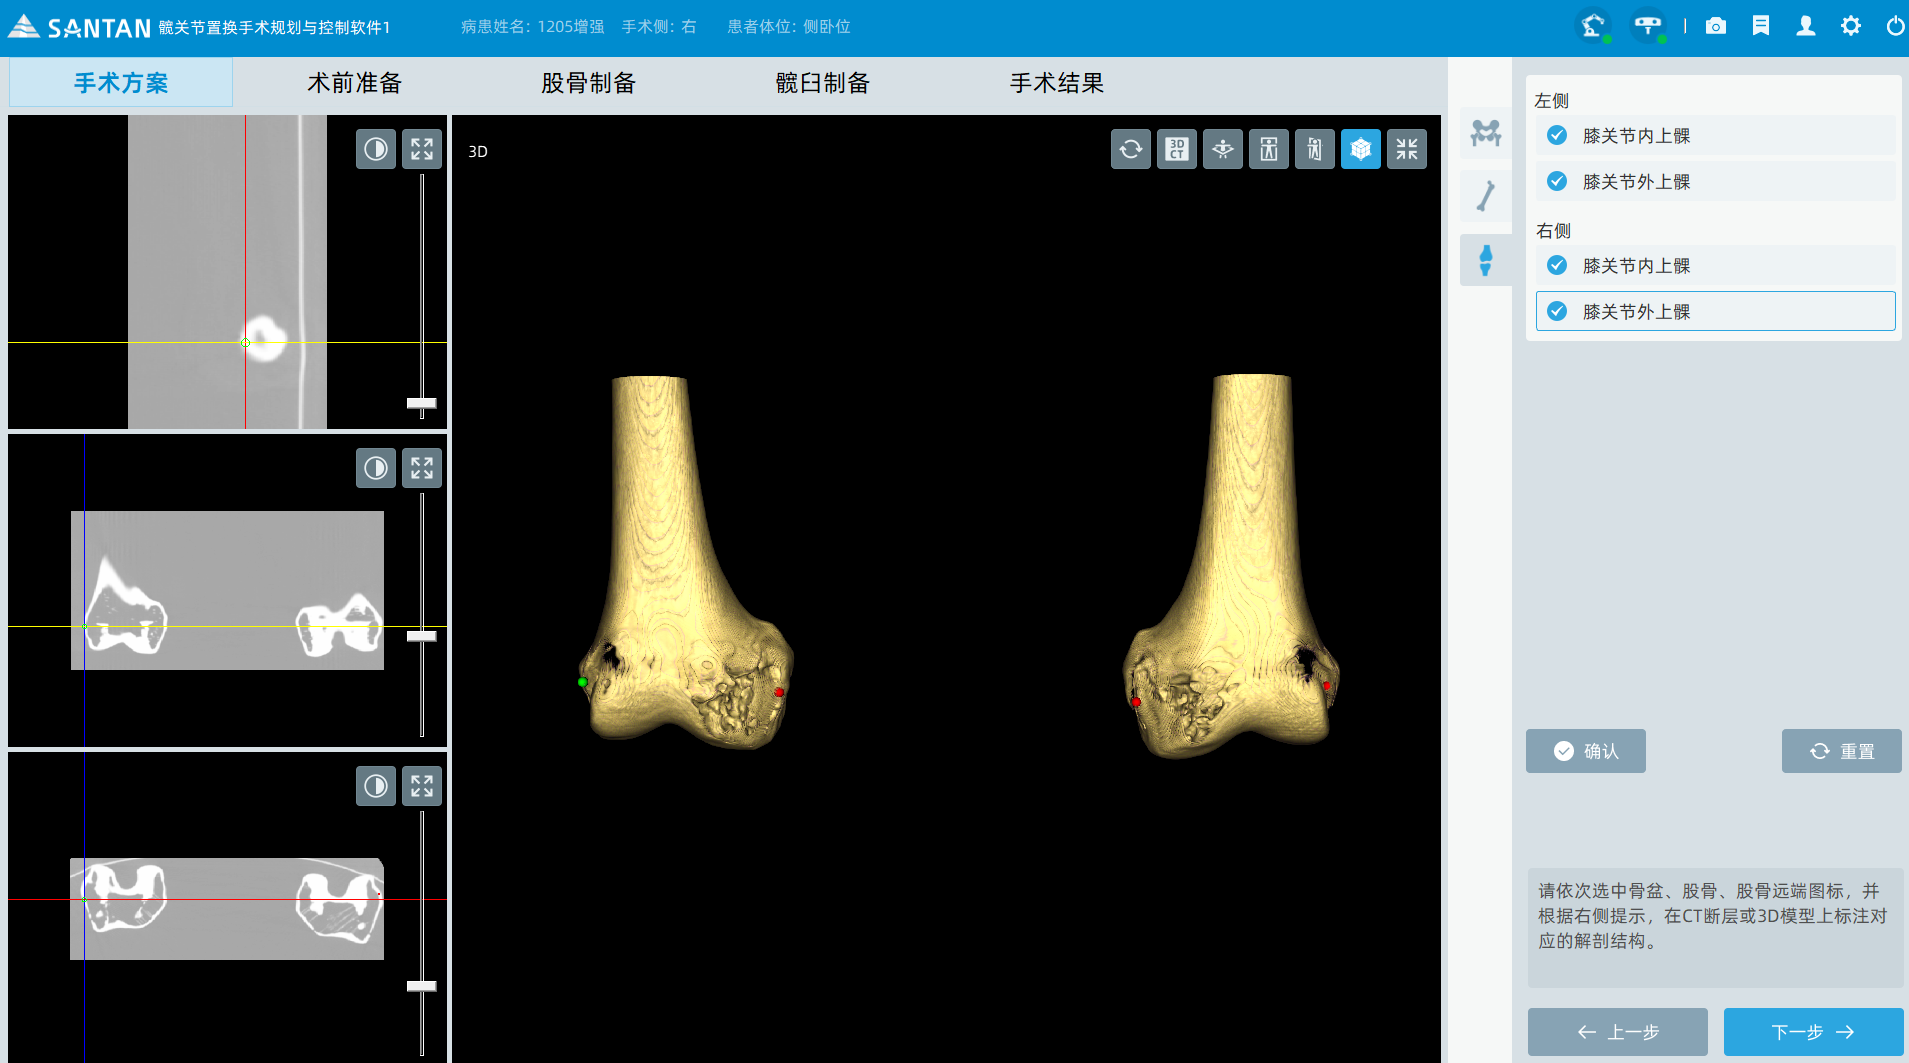 SANTAN 髋关节置换手术规划与控制软件1 病患姓名: 1205增强 手术侧: 右 患者体位: 侧卧位
手术方案 术前准备 股骨制备 髋臼制备 手术结果
3D
3D CT
左侧
膝关节内上髁
膝关节外上髁
右侧
膝关节内上髁
膝关节外上髁
确认 重置
请依次选中骨盆、股骨、股骨远端图标，并
根据右侧提示，在CT断层或3D模型上标注对
应的解剖结构。
上一步 下一步